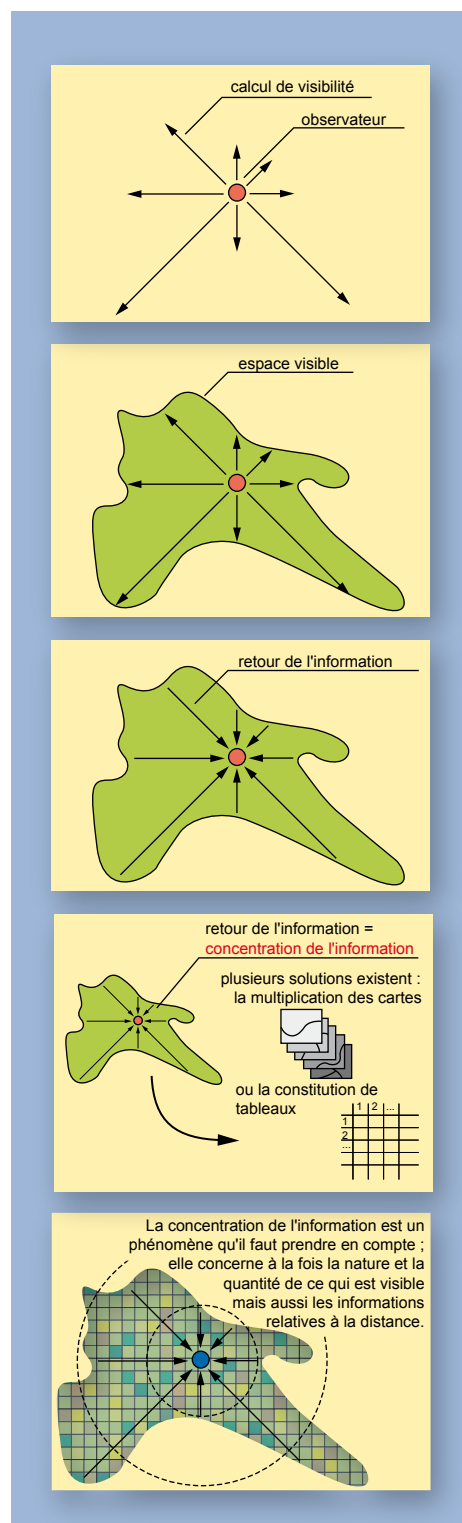 calcul de visibilité
observateur
espace visible
retour de l'information
retour de l'information =
concentration de l'information
plusieurs solutions existent :
la multiplication des cartes
ou la constitution de
tableaux
1 2 ...
1
2
...
La concentration de l'information est un
phénomène qu'il faut prendre en compte ;
elle concerne à la fois la nature et la
quantité de ce qui est visible
mais aussi les informations
relatives à la distance.